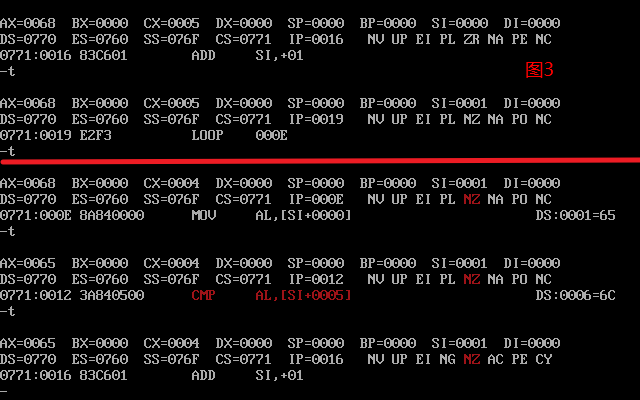 AX=0068  BX=0000  CX=0005  DX=0000  SP=0000  BP=0000  SI=0000  DI=0000
DS=0770  ES=0760  SS=076F  CS=0771  IP=0016   NV UP EI PL ZR NA PE NC
0771:0016 83C601        ADD     SI,+01
-t
图3
AX=0068  BX=0000  CX=0005  DX=0000  SP=0000  BP=0000  SI=0001  DI=0000
DS=0770  ES=0760  SS=076F  CS=0771  IP=0019   NV UP EI PL NZ NA PO NC
0771:0019 E2F3          LOOP    000E
-t
AX=0068  BX=0000  CX=0004  DX=0000  SP=0000  BP=0000  SI=0001  DI=0000
DS=0770  ES=0760  SS=076F  CS=0771  IP=000E   NV UP EI PL NZ NA PO NC
0771:000E 8A840000      MOV     AL,[SI+0000]                       DS:0001=65
-t
AX=0065  BX=0000  CX=0004  DX=0000  SP=0000  BP=0000  SI=0001  DI=0000
DS=0770  ES=0760  SS=076F  CS=0771  IP=0012   NV UP EI PL NZ NA PO NC
0771:0012 3A840500      CMP     AL,[SI+0005]                       DS:0006=6C
-t
AX=0065  BX=0000  CX=0004  DX=0000  SP=0000  BP=0000  SI=0001  DI=0000
DS=0770  ES=0760  SS=076F  CS=0771  IP=0016   NV UP EI NG NZ AC PE CY
0771:0016 83C601        ADD     SI,+01
-